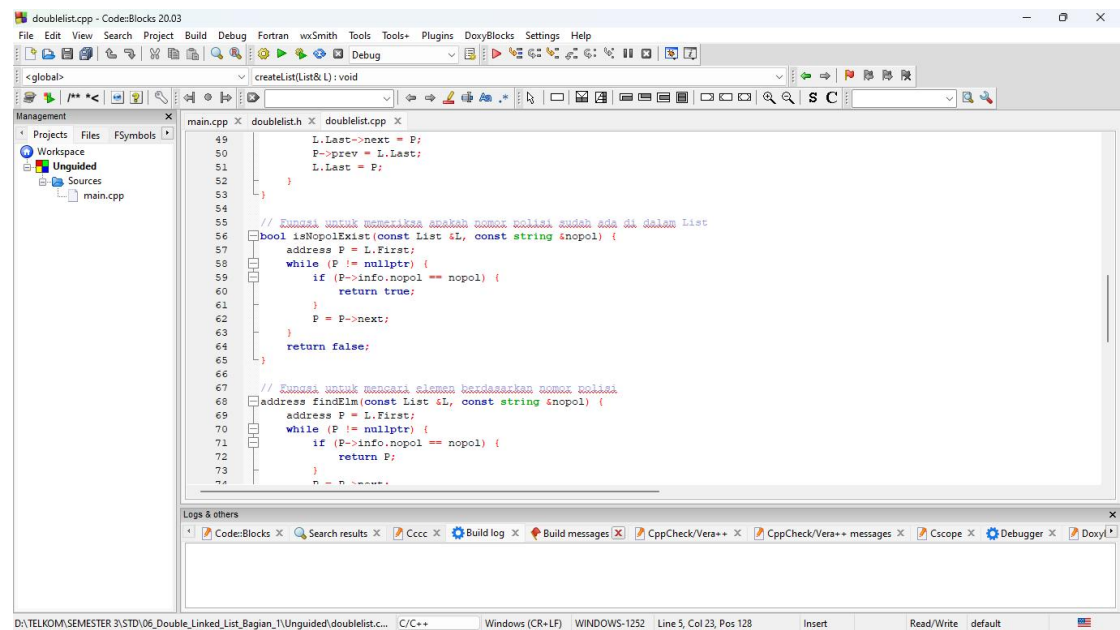 doublelist.cpp - Code::Blocks 20.03
File Edit View Search Project Build Debug Fortran wxSmith Tools Tools+ Plugins DoxyBlocks Settings Help
Debug
<global>
createList(List& L) : void
/** *<
S C
Management
main.cpp X doublelist.h X doublelist.cpp X
Projects Files FSymbols
Workspace
Unguided
Sources
main.cpp
49 L.Last->next = P;
50 P->prev = L.Last;
51 L.Last = P;
52 }
53 }
54
55 // Fungsi untuk memeriksa apakah nomor polisi sudah ada di dalam List
56 bool isNopolExist(const List &L, const string &nopol) {
57 address P = L.First;
58 while (P != nullptr) {
59 if (P->info.nopol == nopol) {
60 return true;
61 }
62 P = P->next;
63 }
64 return false;
65 }
66
67 // Fungsi untuk mencari elemen berdasarkan nomor polisi
68 address findElm(const List &L, const string &nopol) {
69 address P = L.First;
70 while (P != nullptr) {
71 if (P->info.nopol == nopol) {
72 return P;
73 }
74 P = P->next;
Logs & others
Code::Blocks X Search results X Cccc X Build log X Build messages X CppCheck/Vera++ X CppCheck/Vera++ messages X Cscope X Debugger X
D:\TELKOM\SEMESTER 3\STD\06_Double_Linked_List_Bagian_1\Unguided\doublelist.c... C/C++ Windows (CR+LF) WINDOWS-1252 Line 5, Col 23, Pos 128 Insert Read/Write default